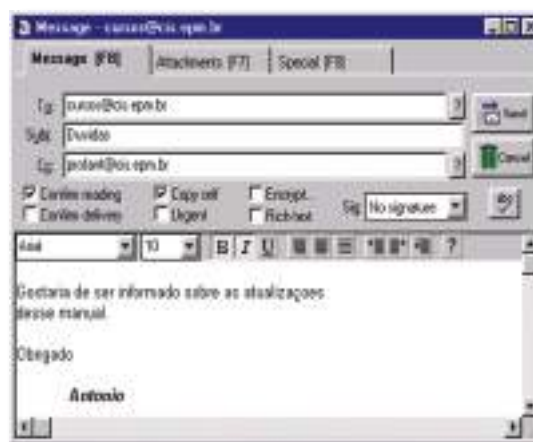 Message - cursos@cis.epm.br
Message [F6] Attachments [F7] Special [F8]
To: cursos@cis.epm.br ? Send
Subj: Duvidas
Cc: ? Cancel
Confirm reading Copy self Encrypt..
Confirm delivery Urgent Rich text Sig: No signature
Arial 10 B I U ?
Gostaria de ser informado sobre as atualizaçoes
desse manual.
Obrigado
Antonio